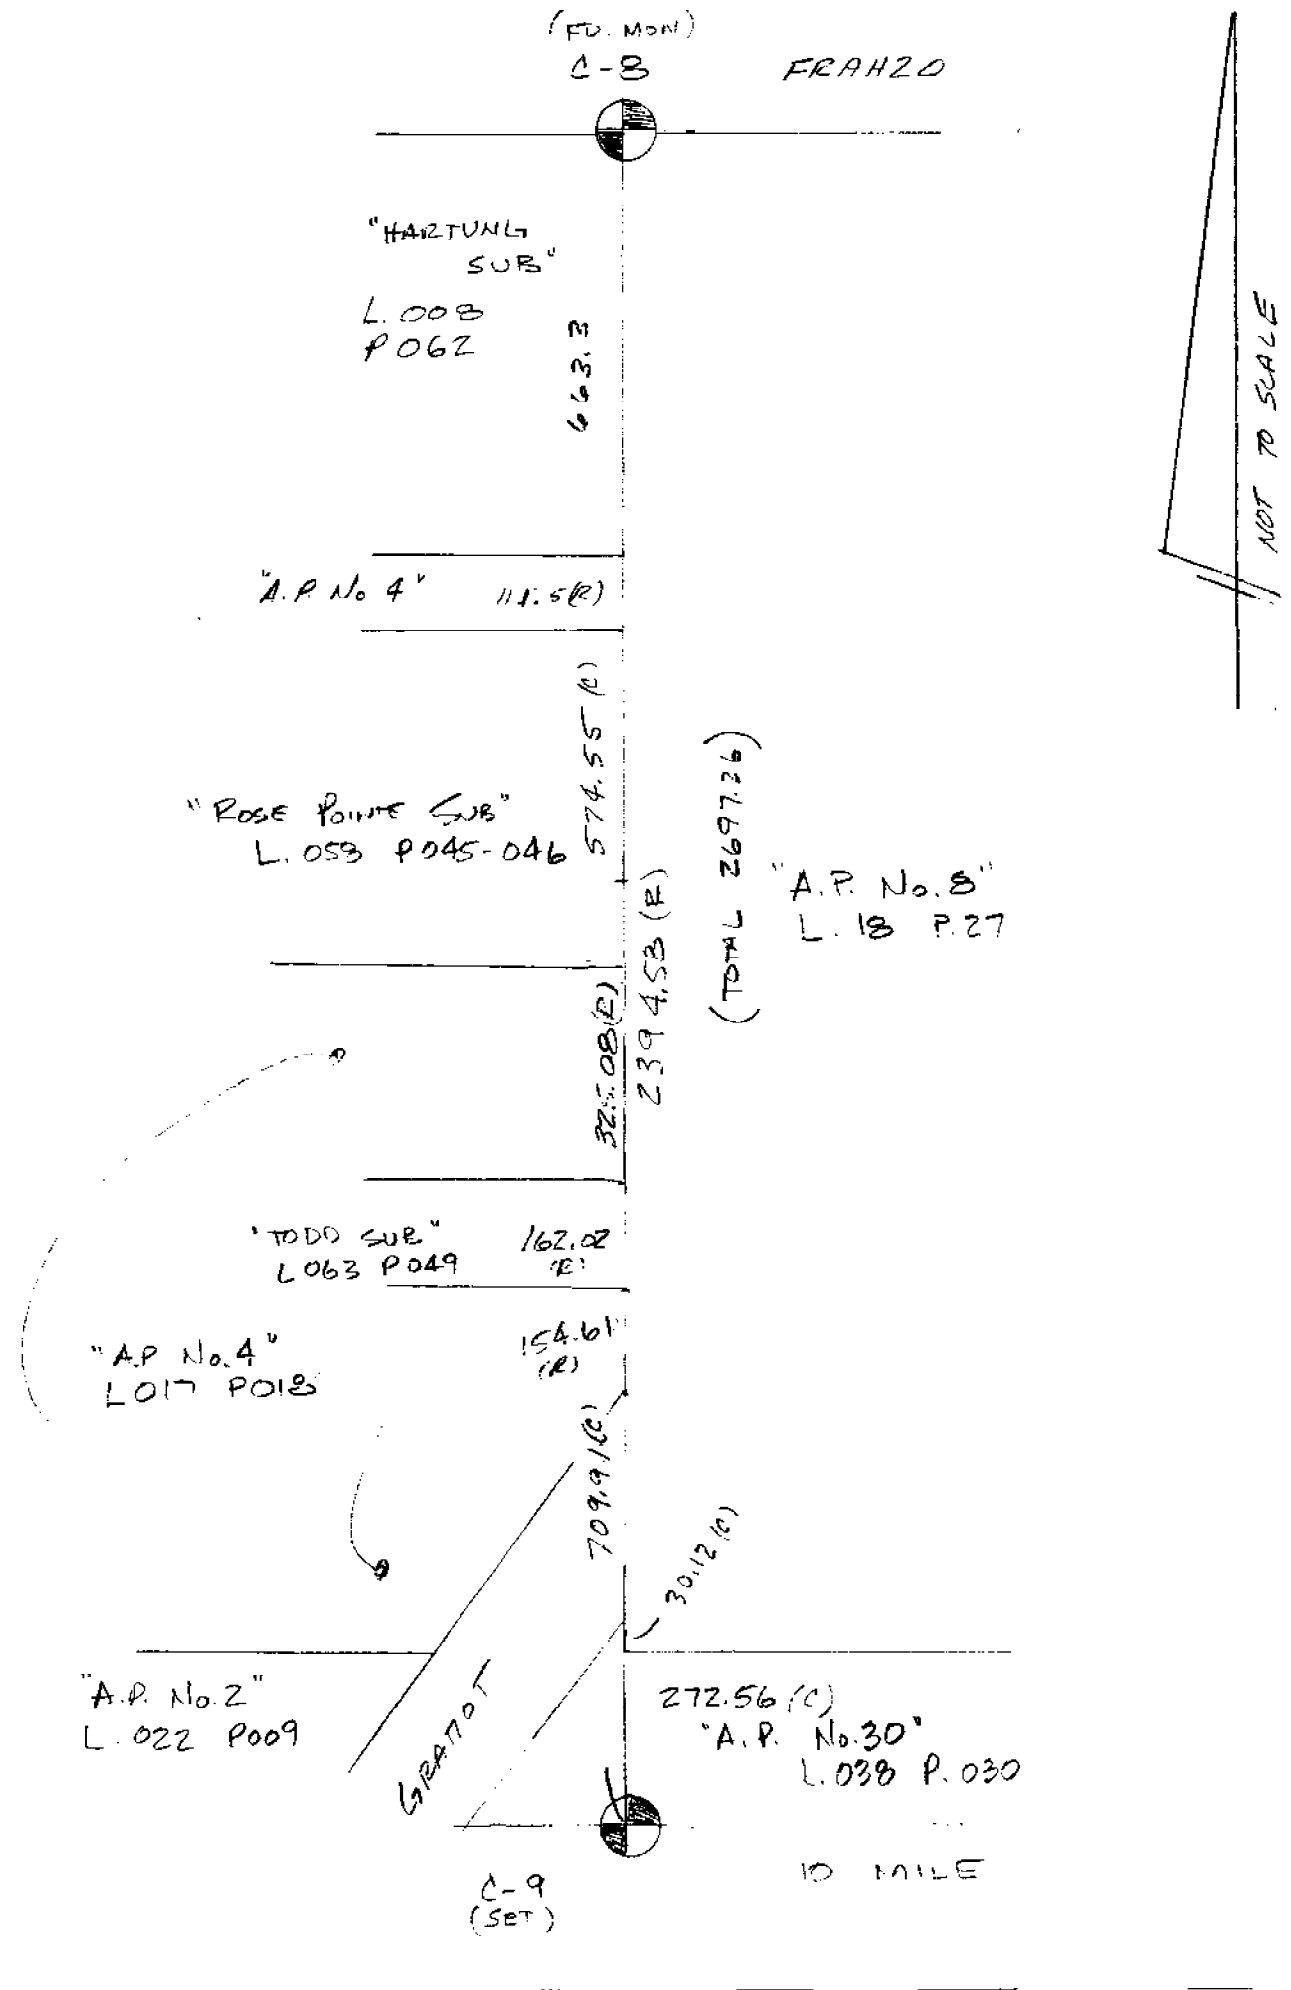 (FD. MON)
C-8
FRAHZO
"HARTUNG
SUB"
L. 008
P 062
663.3
NOT TO SCALE
"A.P. No 4"
111.5(R)
574.55 (C)
"ROSE POINTE SUB"
L. 053 P045-046
(TOTAL 2697.36)
"A.P. No. 8"
L. 18 P. 27
2394.53 (R)
325.08(R)
"TODD SUB"
L063 P049
162.02
(R)
"A.P No. 4"
L017 P018
154.61
(R)
709.91(C)
30.12 (C)
"A.P. No. 2"
L. 022 P009
GRATIOT
272.56 (C)
"A. P. No. 30"
L. 038 P. 030
10 MILE
C-9
(SET)